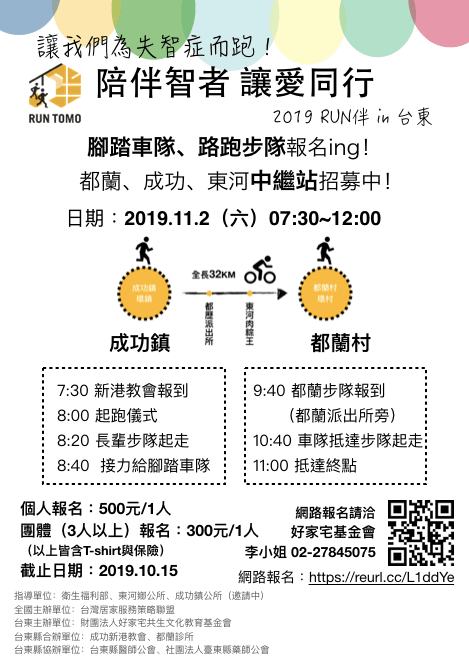 讓我們為失智症而跑！
陪伴智者 讓愛同行
RUN TOMO
2019 RUN伴 in 台東
腳踏車隊、路跑步隊報名ing！
都蘭、成功、東河中繼站招募中！
日期：2019.11.2（六）07:30~12:00
全長32KM
成功鎮
環鎮
都蘭村
環村
都歷派出所
東河肉粽王
成功鎮
都蘭村
7:30 新港教會報到
8:00 起跑儀式
8:20 長輩步隊起走
8:40 接力給腳踏車隊
9:40 都蘭步隊報到
（都蘭派出所旁）
10:40 車隊抵達步隊起走
11:00 抵達終點
個人報名：500元/1人
團體（3人以上）報名：300元/1人
（以上皆含T-shirt與保險）
截止日期：2019.10.15
網路報名請洽
好家宅基金會
李小姐 02-27845075
網路報名：https://reurl.cc/L1ddYe
指導單位：衛生福利部、東河鄉公所、成功鎮公所（邀請中）
全國主辦單位：台灣居家服務策略聯盟
台東主辦單位：財團法人好家宅共生文化教育基金會
台東縣合辦單位：成功新港教會、都蘭診所
台東縣協辦單位：台東縣醫師公會、社團法人臺東縣藥師公會